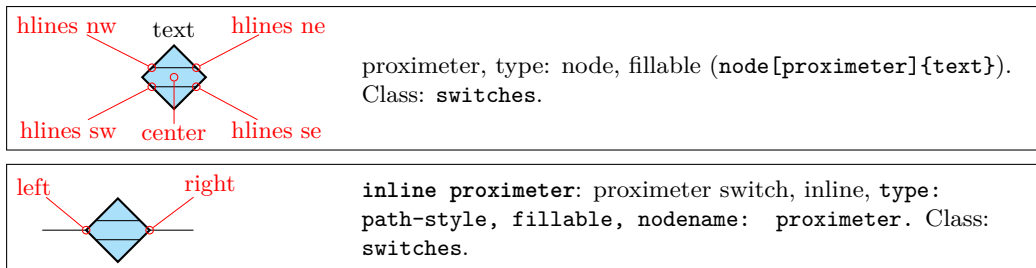 hlines nw
text
hlines ne
hlines sw
center
hlines se
proximeter, type: node, fillable (node[proximeter]{text}).
Class: switches.
left
right
inline proximeter: proximeter switch, inline, type:
path-style, fillable, nodename: proximeter. Class:
switches.